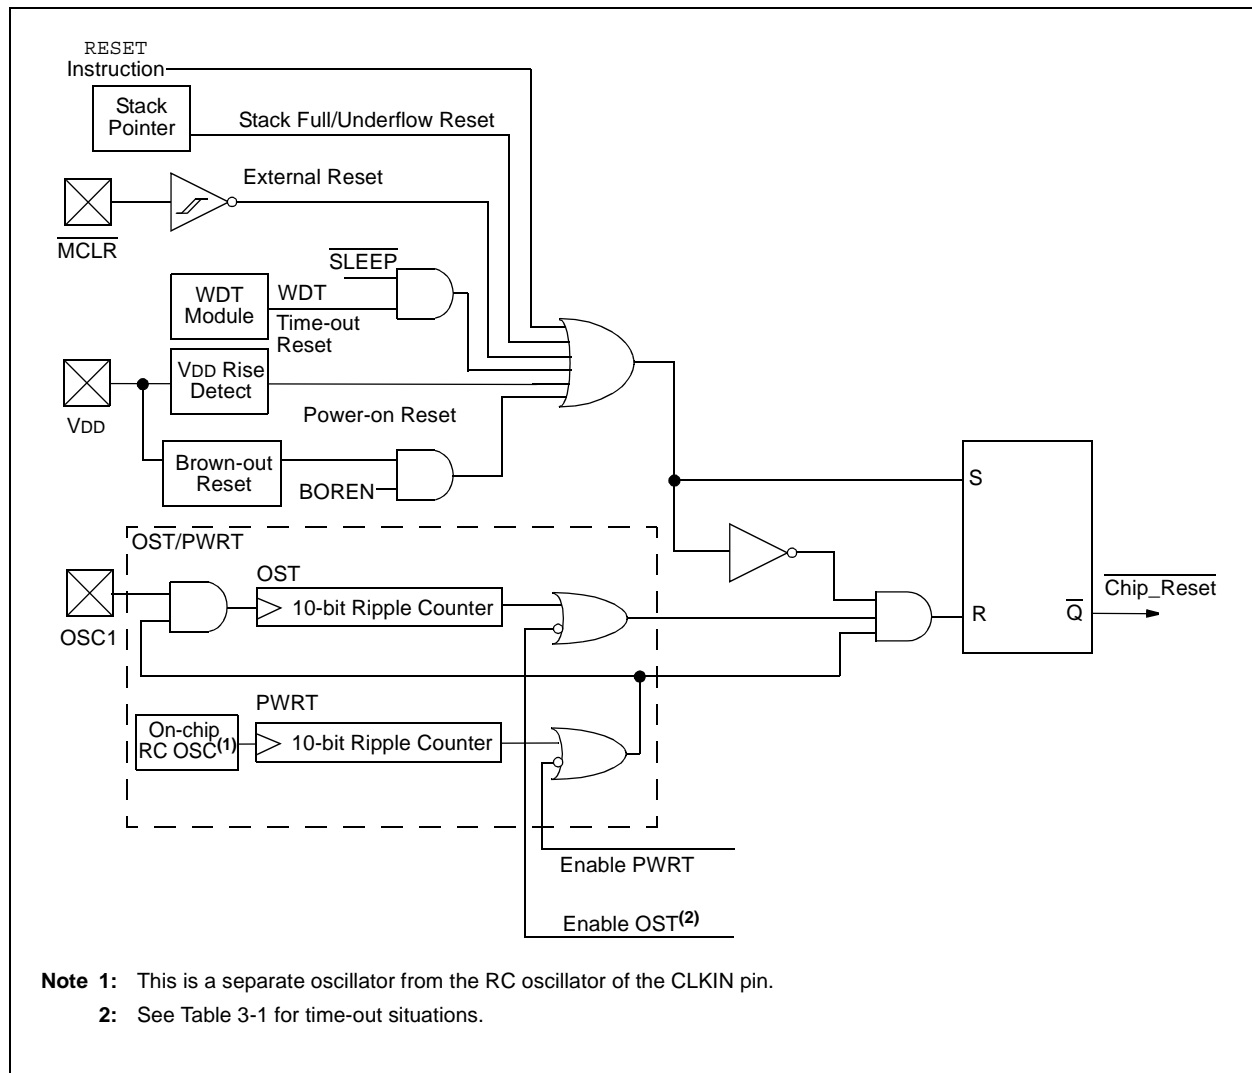 RESET
Instruction
Stack
Pointer
Stack Full/Underflow Reset
External Reset
MCLR
SLEEP
WDT
Module
WDT
Time-out
Reset
VDD Rise
Detect
VDD
Power-on Reset
Brown-out
Reset
BOREN
S
OST/PWRT
OST
10-bit Ripple Counter
OSC1
Chip_Reset
R
Q
PWRT
On-chip
RC OSC(1)
10-bit Ripple Counter
Enable PWRT
Enable OST(2)
Note 1: This is a separate oscillator from the RC oscillator of the CLKIN pin.
2: See Table 3-1 for time-out situations.